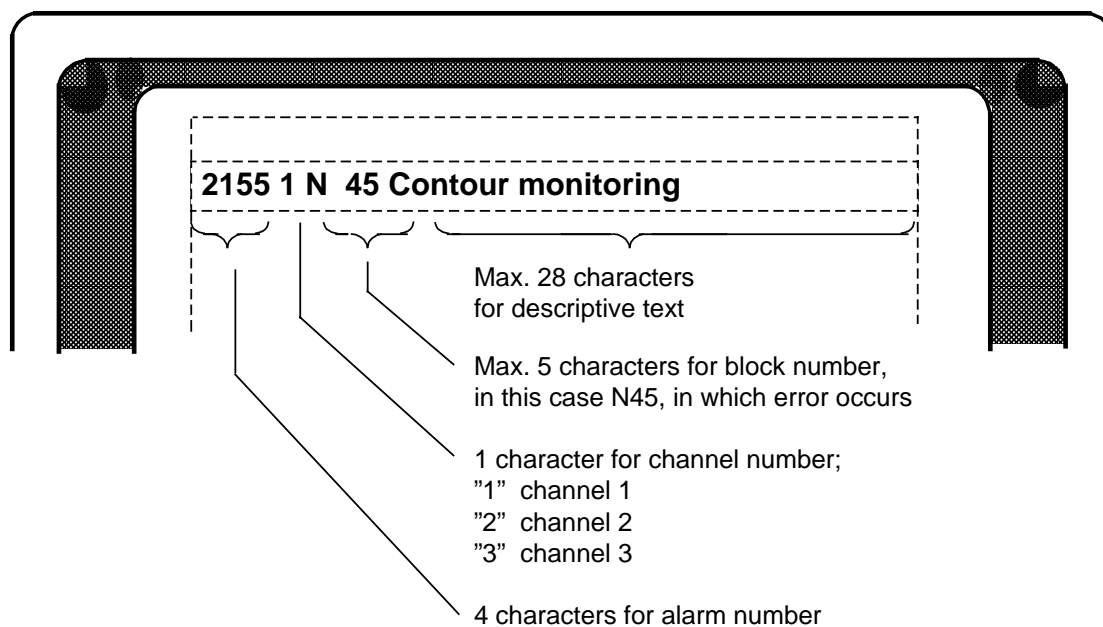 2155 1 N 45 Contour monitoring
Max. 28 characters
for descriptive text
Max. 5 characters for block number,
in this case N45, in which error occurs
1 character for channel number;
”1” channel 1
”2” channel 2
”3” channel 3
4 characters for alarm number